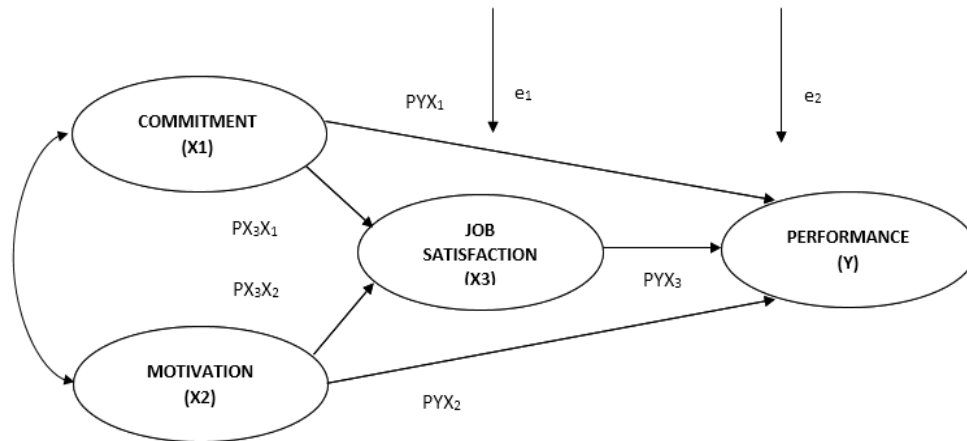 PYX₁
e₁
e₂
COMMITMENT
(X1)
PX₃X₁
JOB
SATISFACTION
(X3)
PERFORMANCE
(Y)
PX₃X₂
PYX₃
MOTIVATION
(X2)
PYX₂